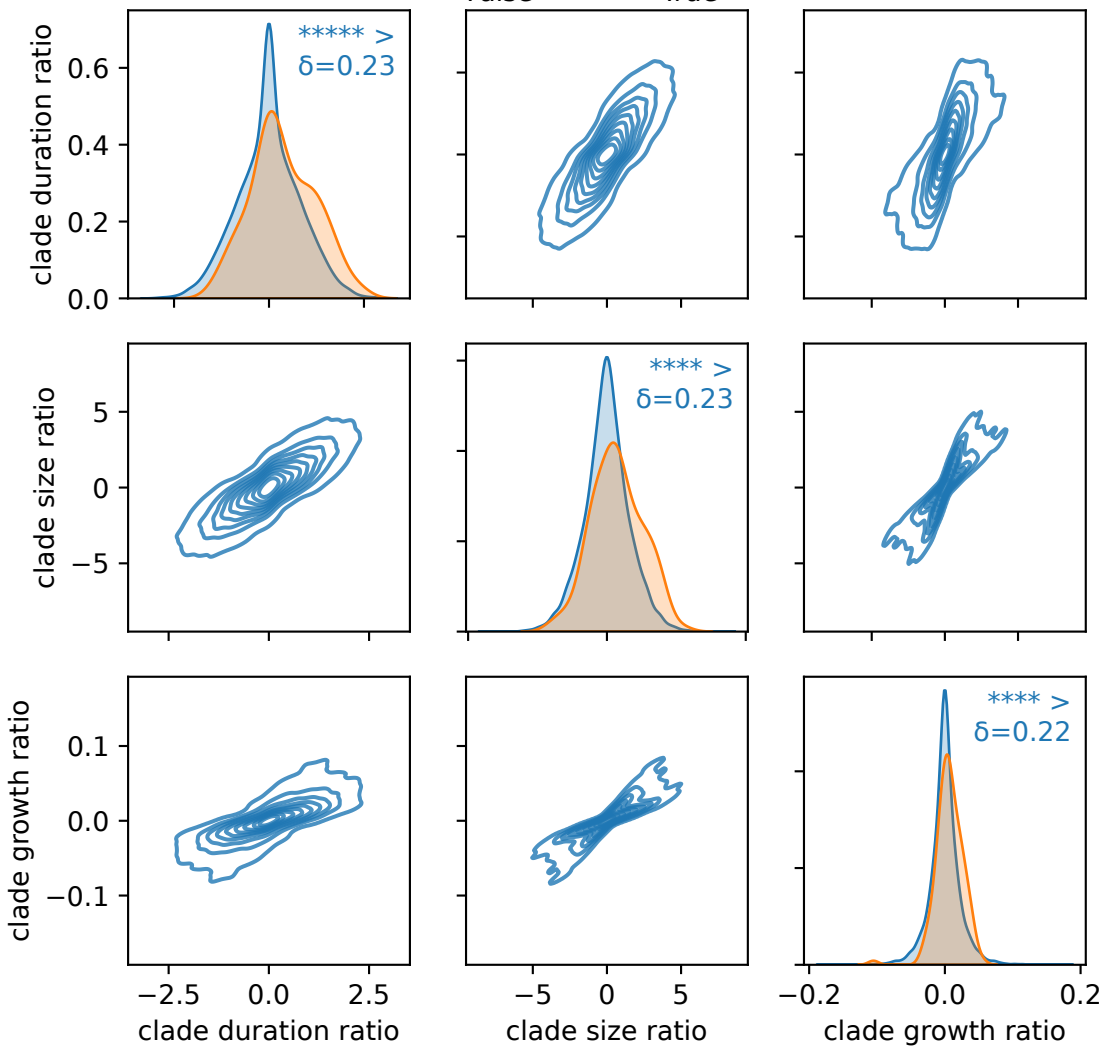 ***** >
δ=0.23
clade duration ratio
0.6
0.4
0.2
0.0
**** >
δ=0.23
clade size ratio
5
0
−5
**** >
δ=0.22
clade growth ratio
0.1
0.0
−0.1
−2.5 0.0 2.5
−5 0 5
−0.2 0.0 0.2
clade duration ratio
clade size ratio
clade growth ratio